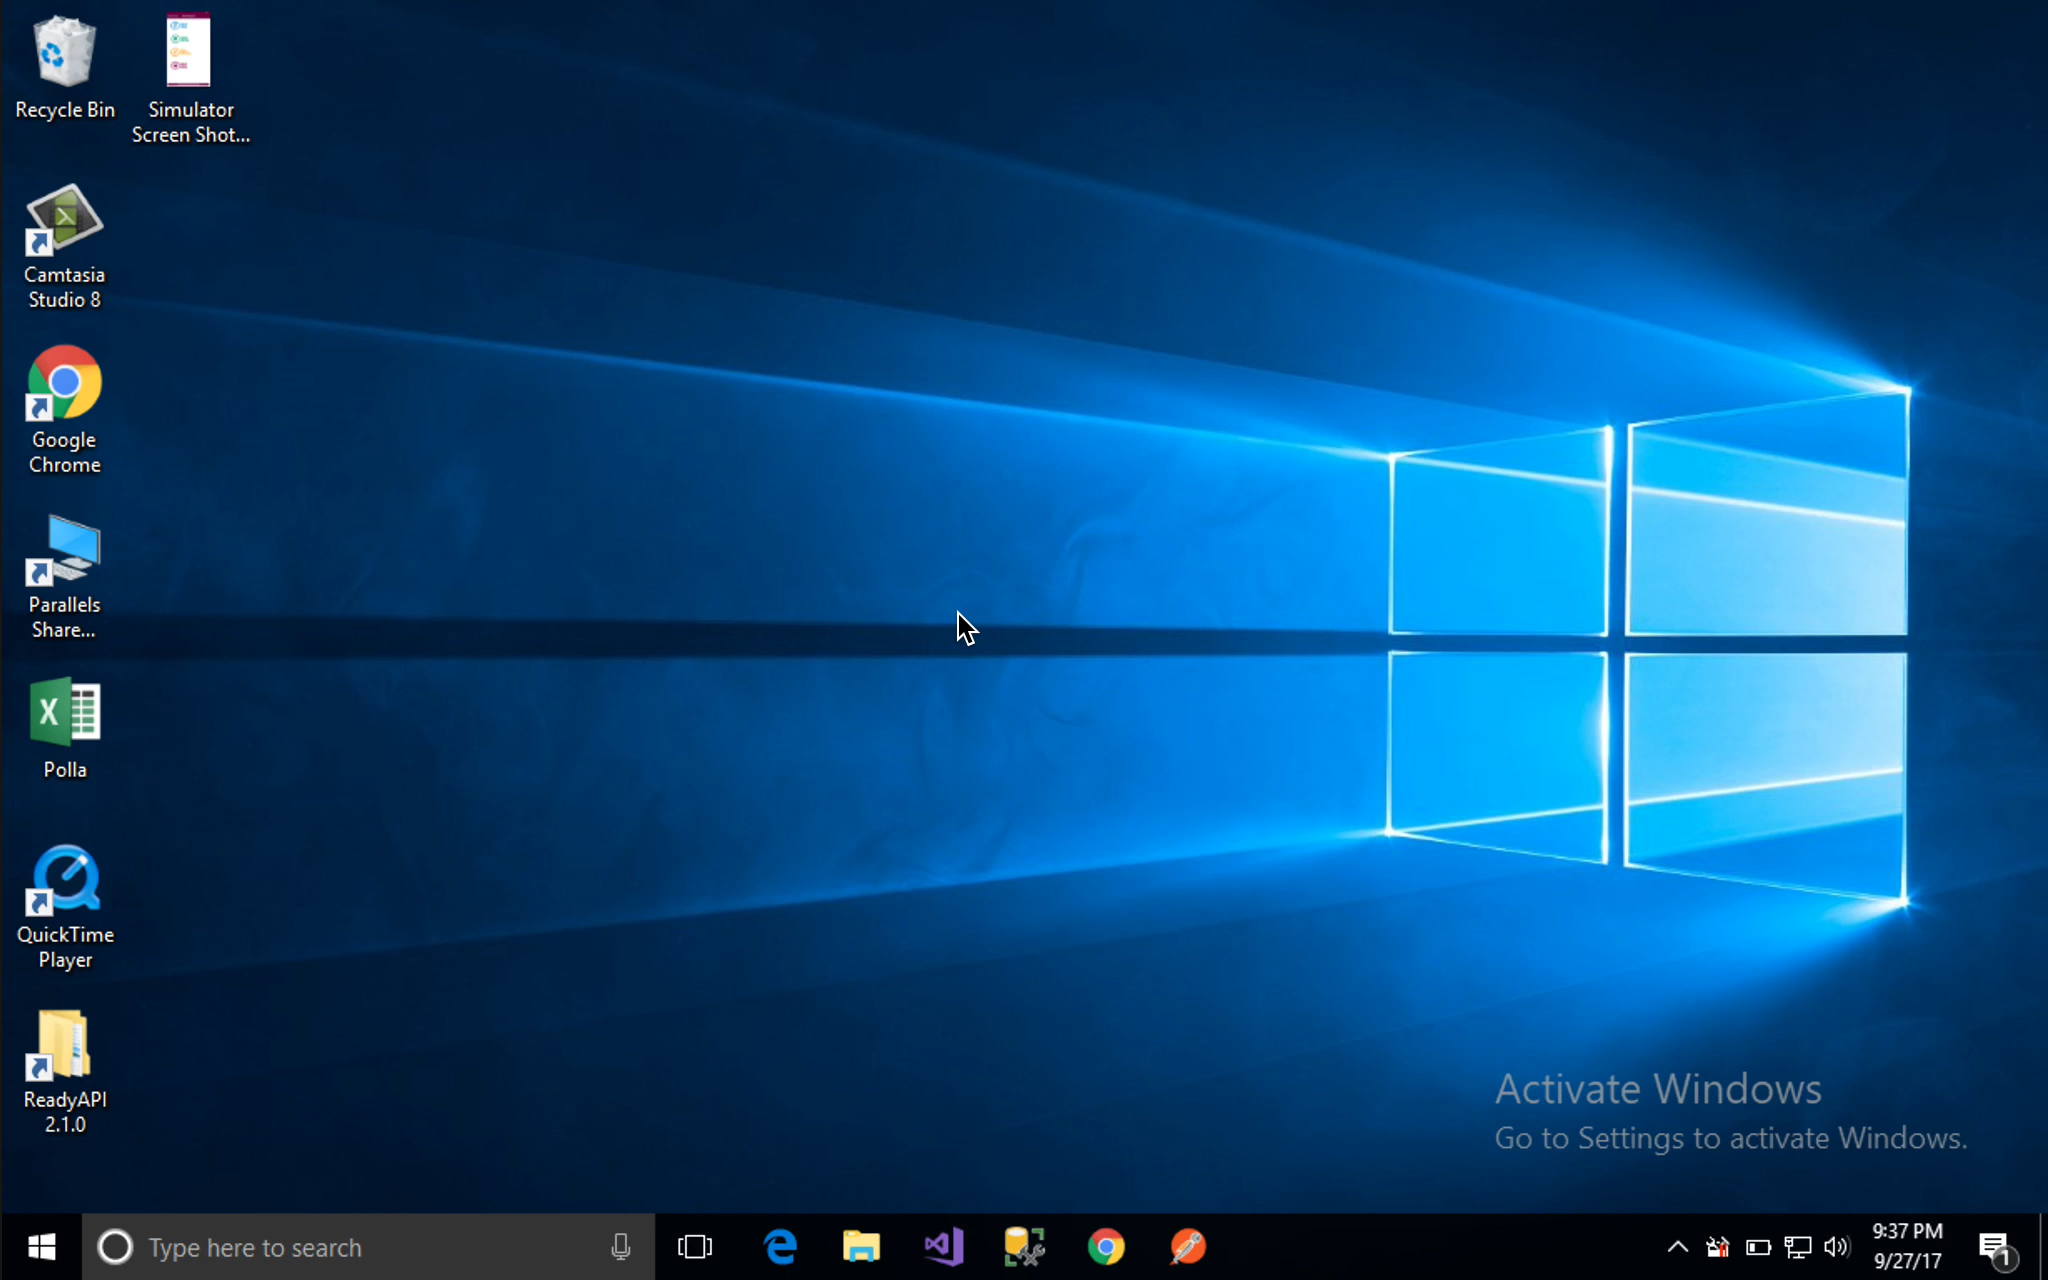 Recycle Bin
Simulator
Screen Shot...
Camtasia
Studio 8
Google
Chrome
Parallels
Share...
X
Polla
QuickTime
Player
ReadyAPI
2.1.0
Activate Windows
Go to Settings to activate Windows.
Type here to search
9:37 PM
9/27/17
1